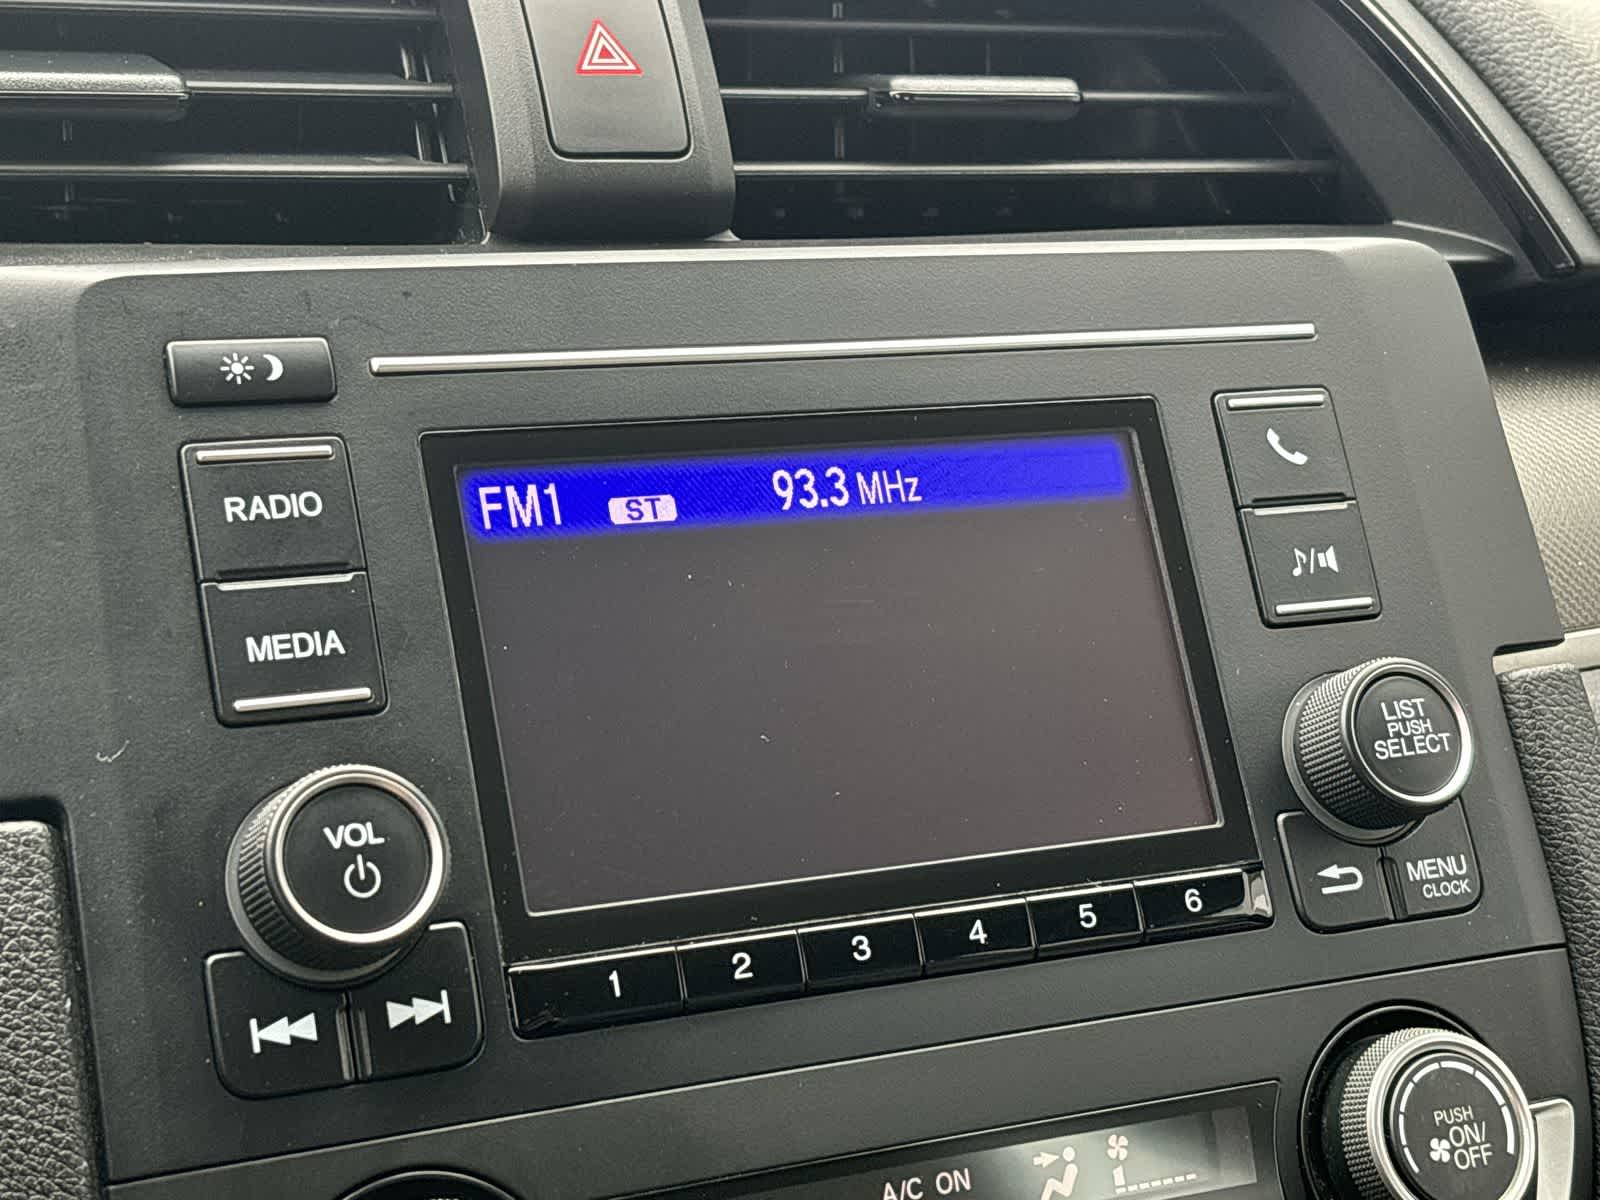 RADIO
MEDIA
FM1 ST 93.3 MHz
VOL
LIST
PUSH
SELECT
MENU
CLOCK
1 2 3 4 5 6
A/C ON
PUSH
ON/
OFF